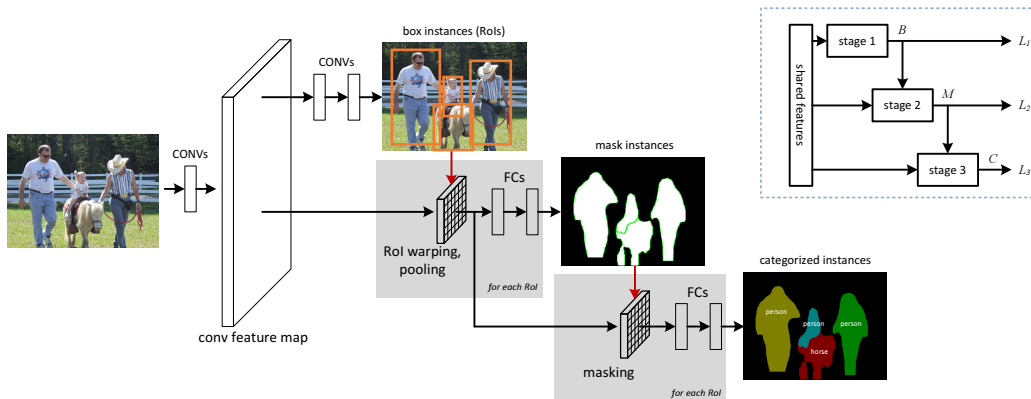 box instances (RoIs)
CONVs
CONVs
conv feature map
RoI warping,
pooling
FCs
for each RoI
mask instances
masking
FCs
for each RoI
categorized instances
person
person
person
horse
shared features
stage 1
B
L₁
stage 2
M
L₂
stage 3
C
L₃